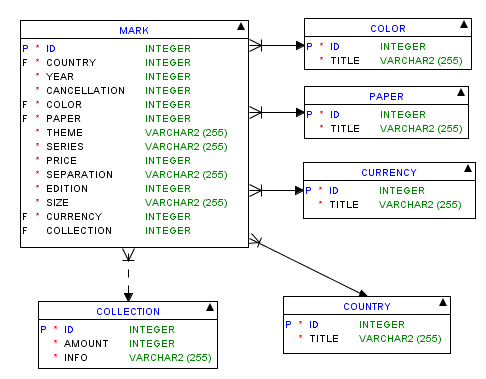 MARK
P * ID INTEGER
F * COUNTRY INTEGER
* YEAR INTEGER
* CANCELLATION INTEGER
F * COLOR INTEGER
F * PAPER INTEGER
* THEME VARCHAR2 (255)
* SERIES VARCHAR2 (255)
* PRICE INTEGER
* SEPARATION VARCHAR2 (255)
* EDITION INTEGER
* SIZE VARCHAR2 (255)
F * CURRENCY INTEGER
F COLLECTION INTEGER
COLOR
P * ID INTEGER
* TITLE VARCHAR2 (255)
PAPER
P * ID INTEGER
* TITLE VARCHAR2 (255)
CURRENCY
P * ID INTEGER
* TITLE VARCHAR2 (255)
COLLECTION
P * ID INTEGER
* AMOUNT INTEGER
* INFO VARCHAR2 (255)
COUNTRY
P * ID INTEGER
* TITLE VARCHAR2 (255)